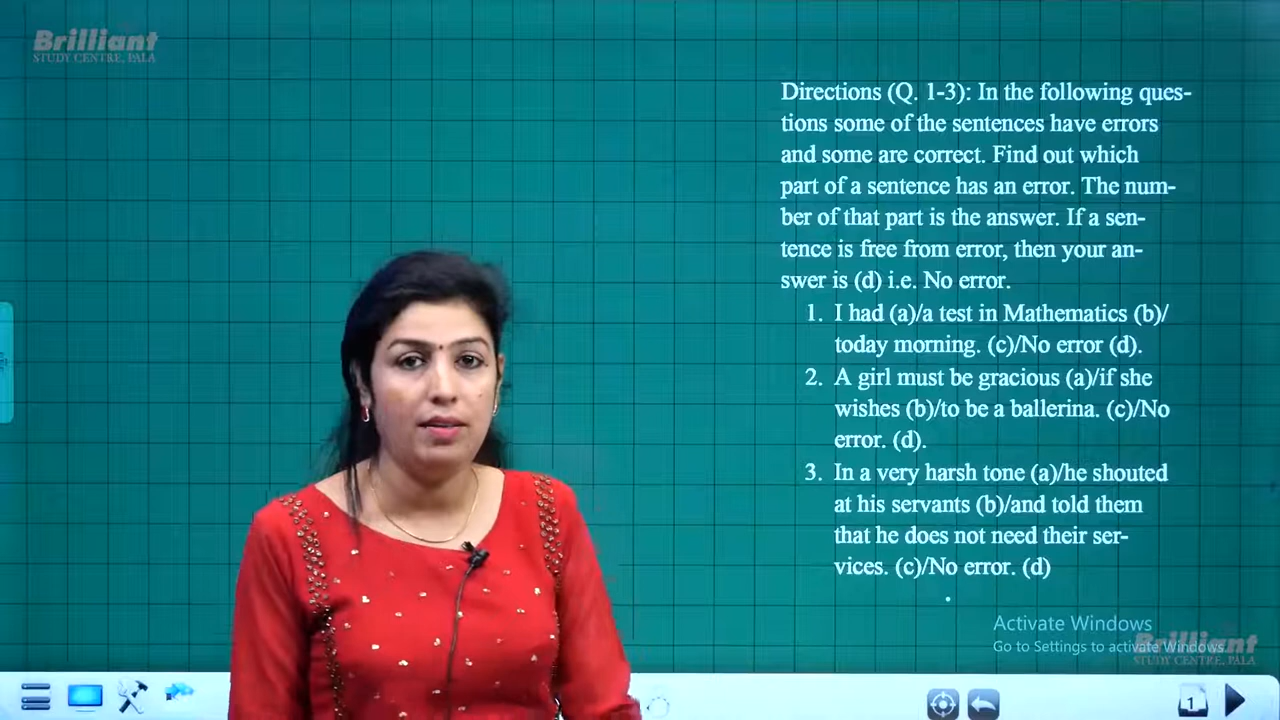 Brilliant
STUDY CENTRE, PALA
Directions (Q. 1-3): In the following ques-
tions some of the sentences have errors
and some are correct. Find out which
part of a sentence has an error. The num-
ber of that part is the answer. If a sen-
tence is free from error, then your an-
swer is (d) i.e. No error.
1. I had (a)/a test in Mathematics (b)/
today morning. (c)/No error (d).
2. A girl must be gracious (a)/if she
wishes (b)/to be a ballerina. (c)/No
error. (d).
3. In a very harsh tone (a)/he shouted
at his servants (b)/and told them
that he does not need their ser-
vices. (c)/No error. (d)
Activate Windows
Go to Settings to activate Windows.
Brilliant
STUDY CENTRE, PALA
1